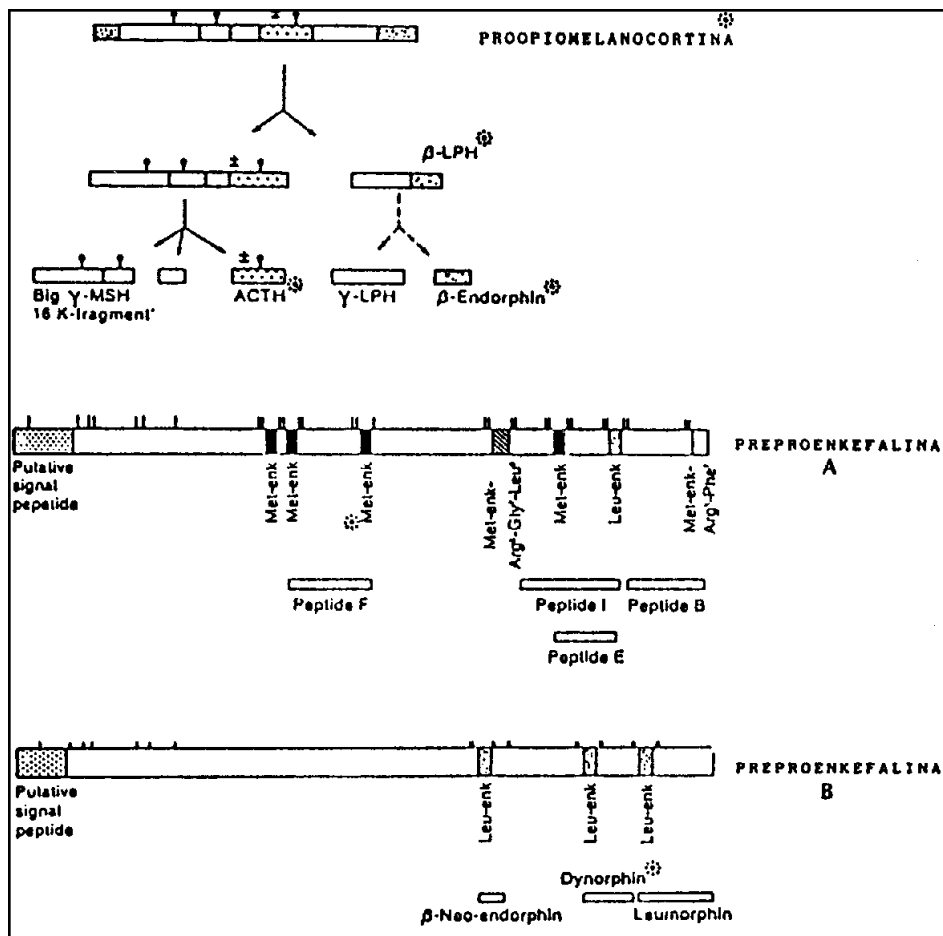 PROOPIOMELANOCORTINA
β-LPH
Big γ-MSH
16 K-fragment'
ACTH
γ-LPH
β-Endorphin
PREPROENKEFALINA
A
Putative
signal
pepetide
Met-enk
Met-enk
Met-enk
Met-enk-
Arg⁶-Gly⁷-Leu⁸
Met-enk
Leu-enk
Met-enk-
Arg⁶-Phe⁷
Peptide F
Peptide I
Peptide B
Peptide E
PREPROENKEFALINA
B
Putative
signal
peptide
Leu-enk
Leu-enk
Leu-enk
Dynorphin
β-Neo-endorphin
Leumorphin